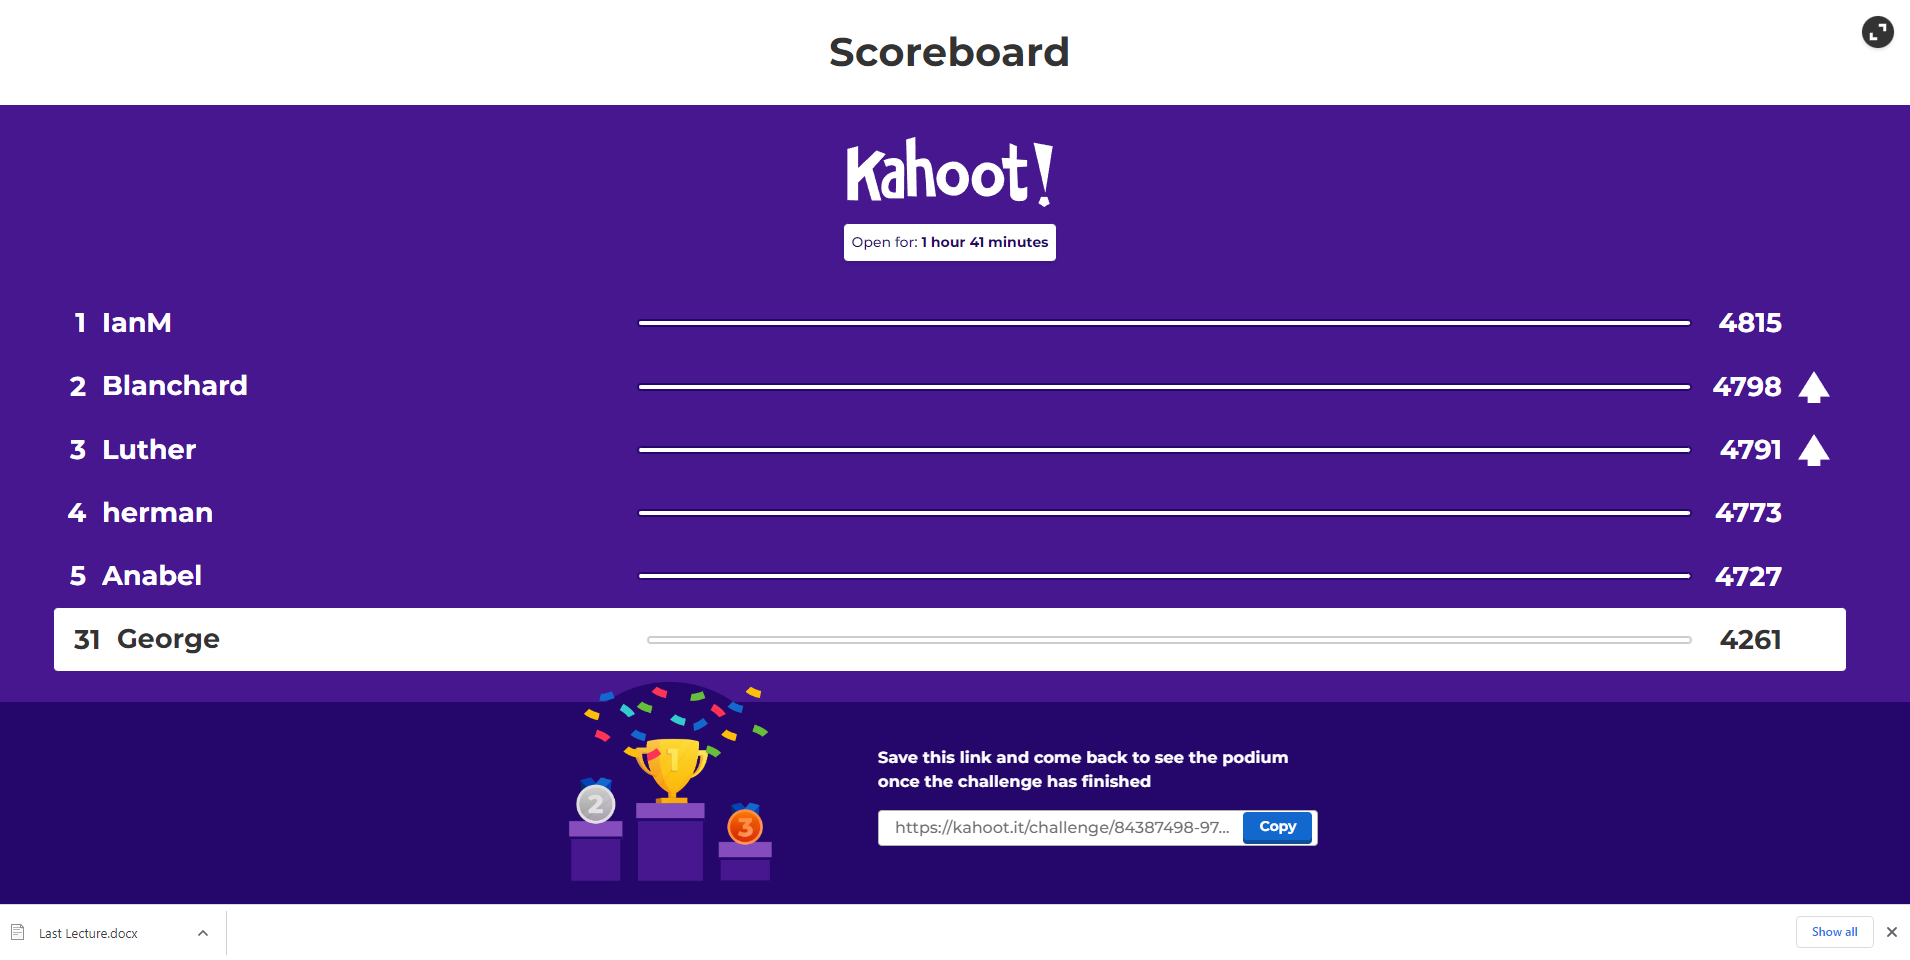 Scoreboard
Kahoot!
Open for: 1 hour 41 minutes
1 IanM 4815
2 Blanchard 4798
3 Luther 4791
4 herman 4773
5 Anabel 4727
31 George 4261
1
2
3
Save this link and come back to see the podium
once the challenge has finished
https://kahoot.it/challenge/84387498-97... Copy
Last Lecture.docx
Show all